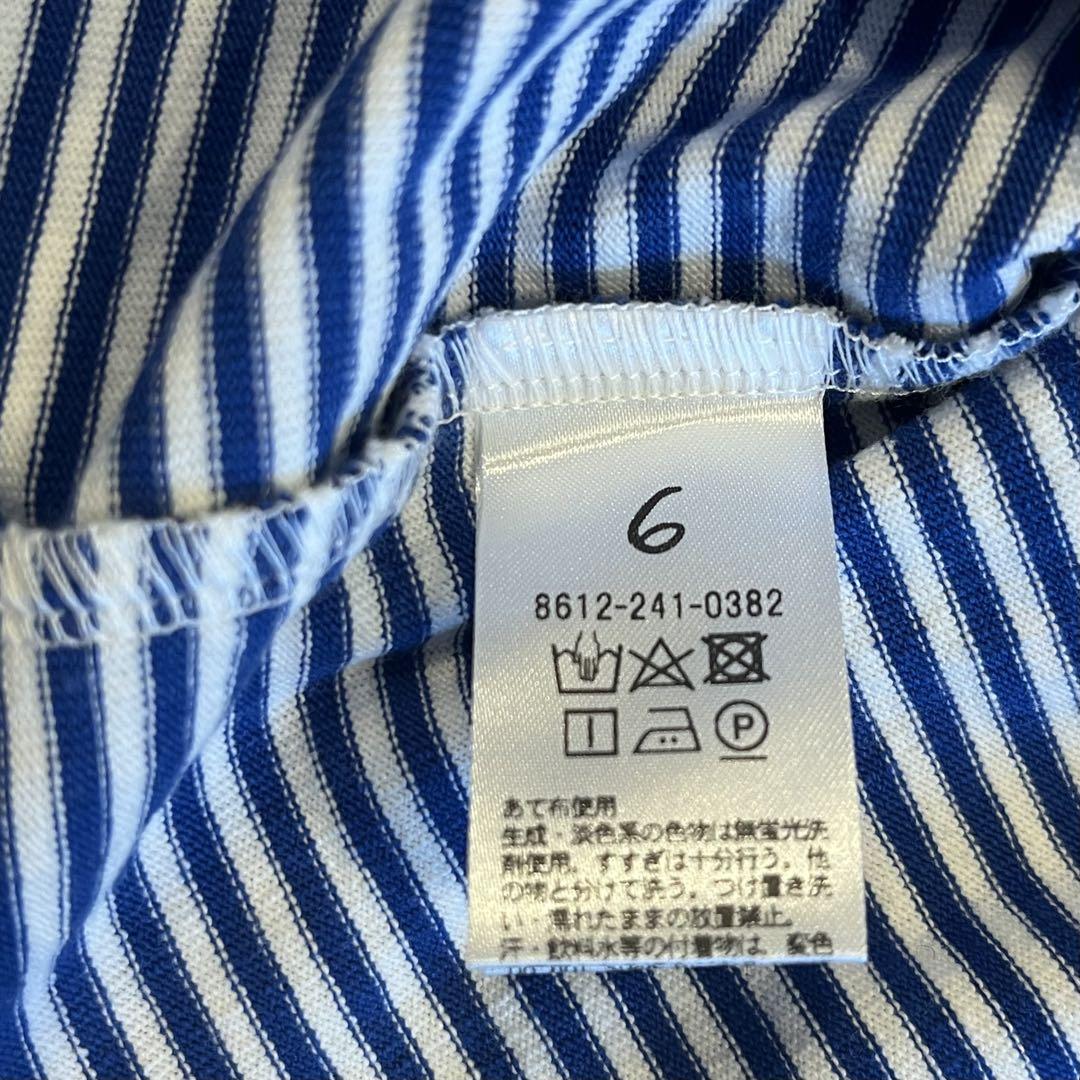 6
8612-241-0382
P
あて布使用
生成・淡色系の色物は無蛍光洗
剤使用。すすぎは十分行う。他
の物と分けて洗う。つけ置き洗
い・濡れたままの放置禁止。
汗・飲料水等の付着物は、変色